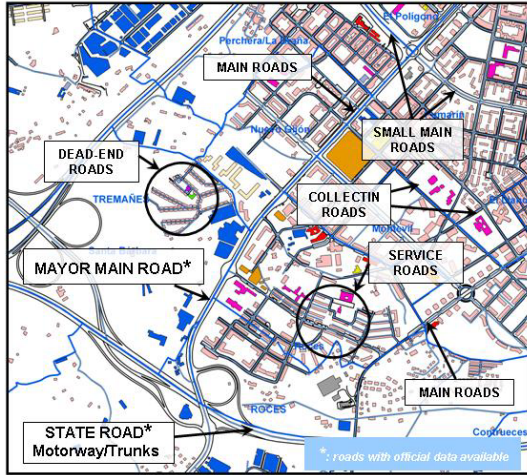 El Polígono
Perchera/La Braña
MAIN ROADS
SMALL MAIN
ROADS
Nuevo Gijón
DEAD-END
ROADS
TREMAÑES
COLLECTIN
ROADS
El Llano
Montevil
Santa Bárbara
SERVICE
ROADS
MAYOR MAIN ROAD*
Roces
MAIN ROADS
ROCES
STATE ROAD*
Motorway/Trunks
Contrueces
*: roads with official data available